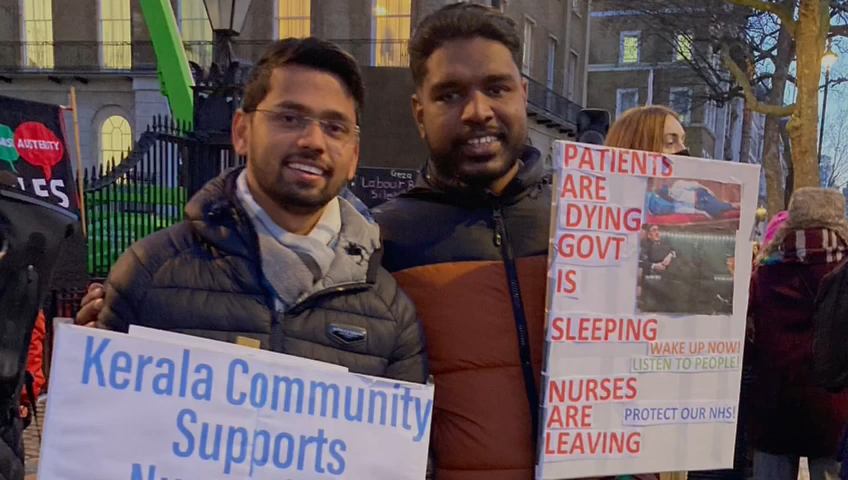 AUSTERITY
LES
Labour
Kerala Community
Supports
PATIENTS
ARE
DYING
GOVT
IS
SLEEPING
WAKE UP NOW!
LISTEN TO PEOPLE!
NURSES
ARE
PROTECT OUR NHS!
LEAVING